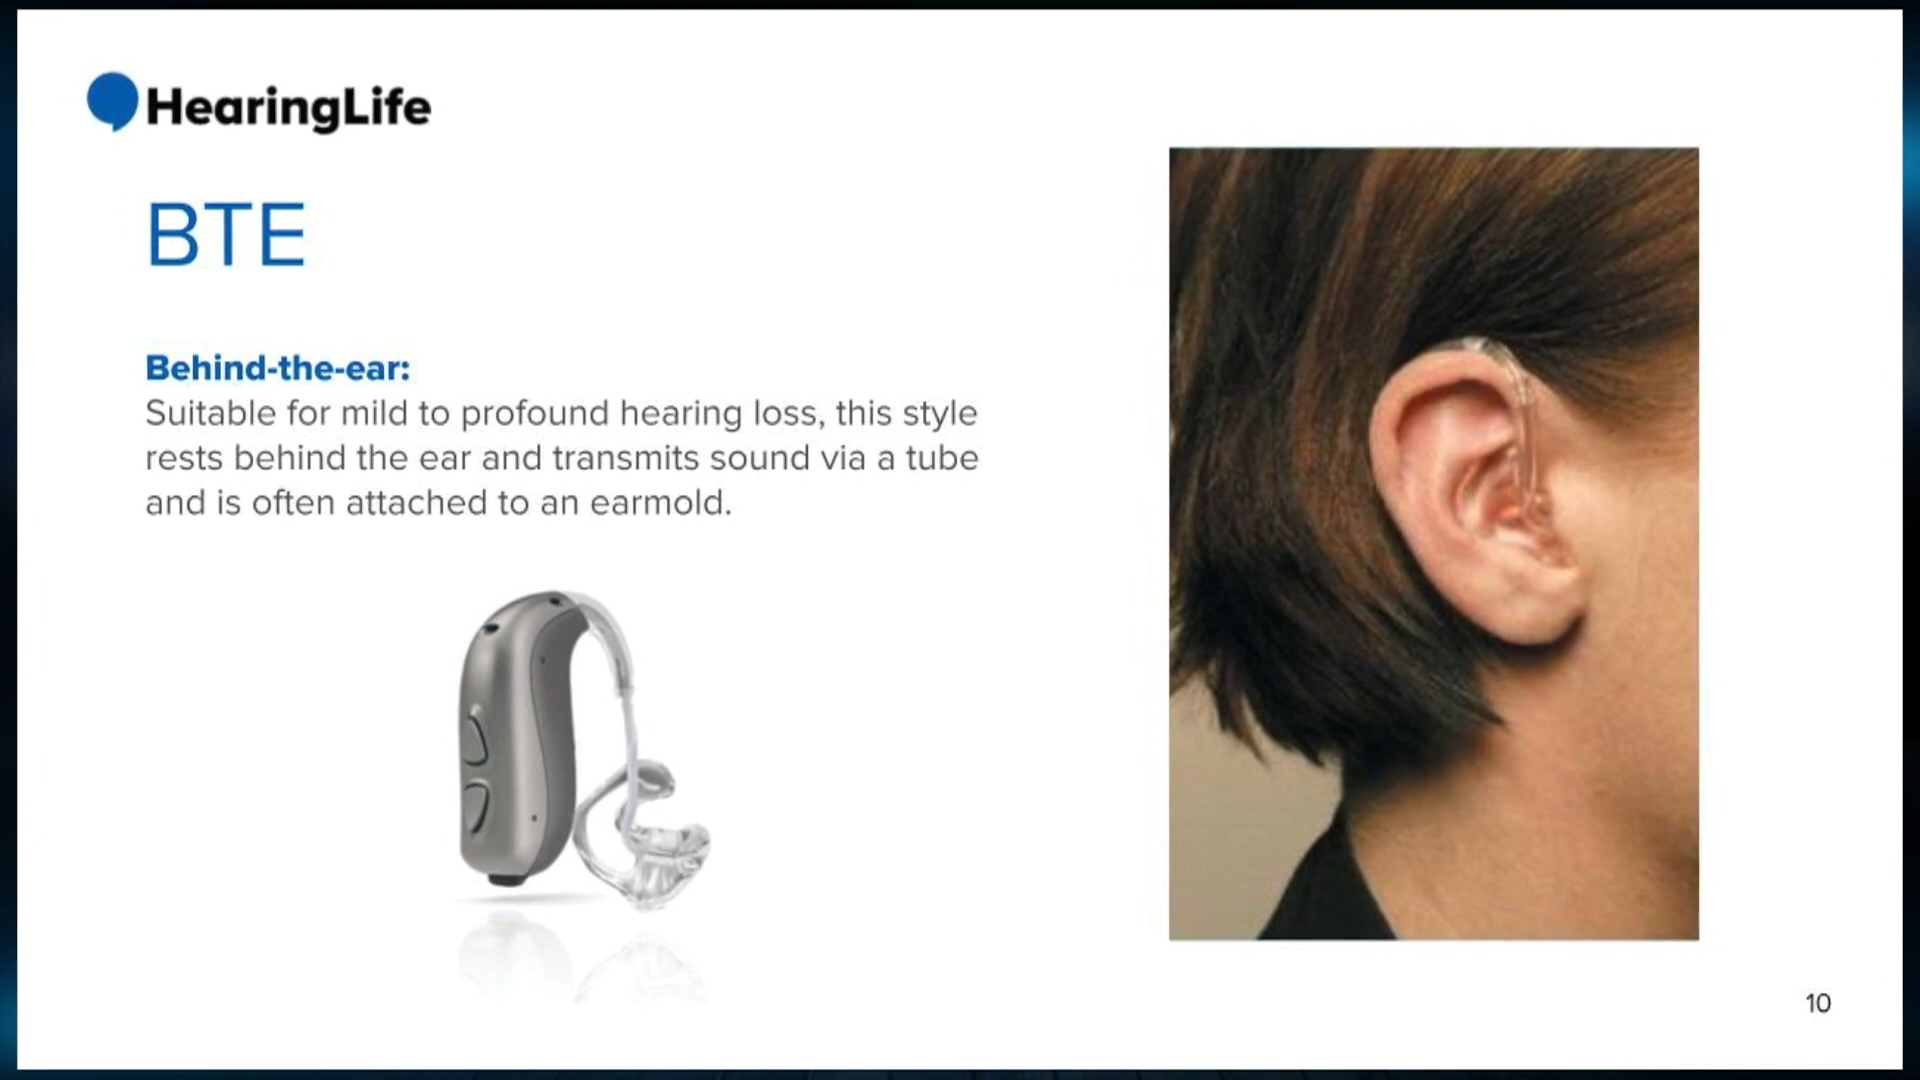 HearingLife
BTE
Behind-the-ear:
Suitable for mild to profound hearing loss, this style
rests behind the ear and transmits sound via a tube
and is often attached to an earmold.
10